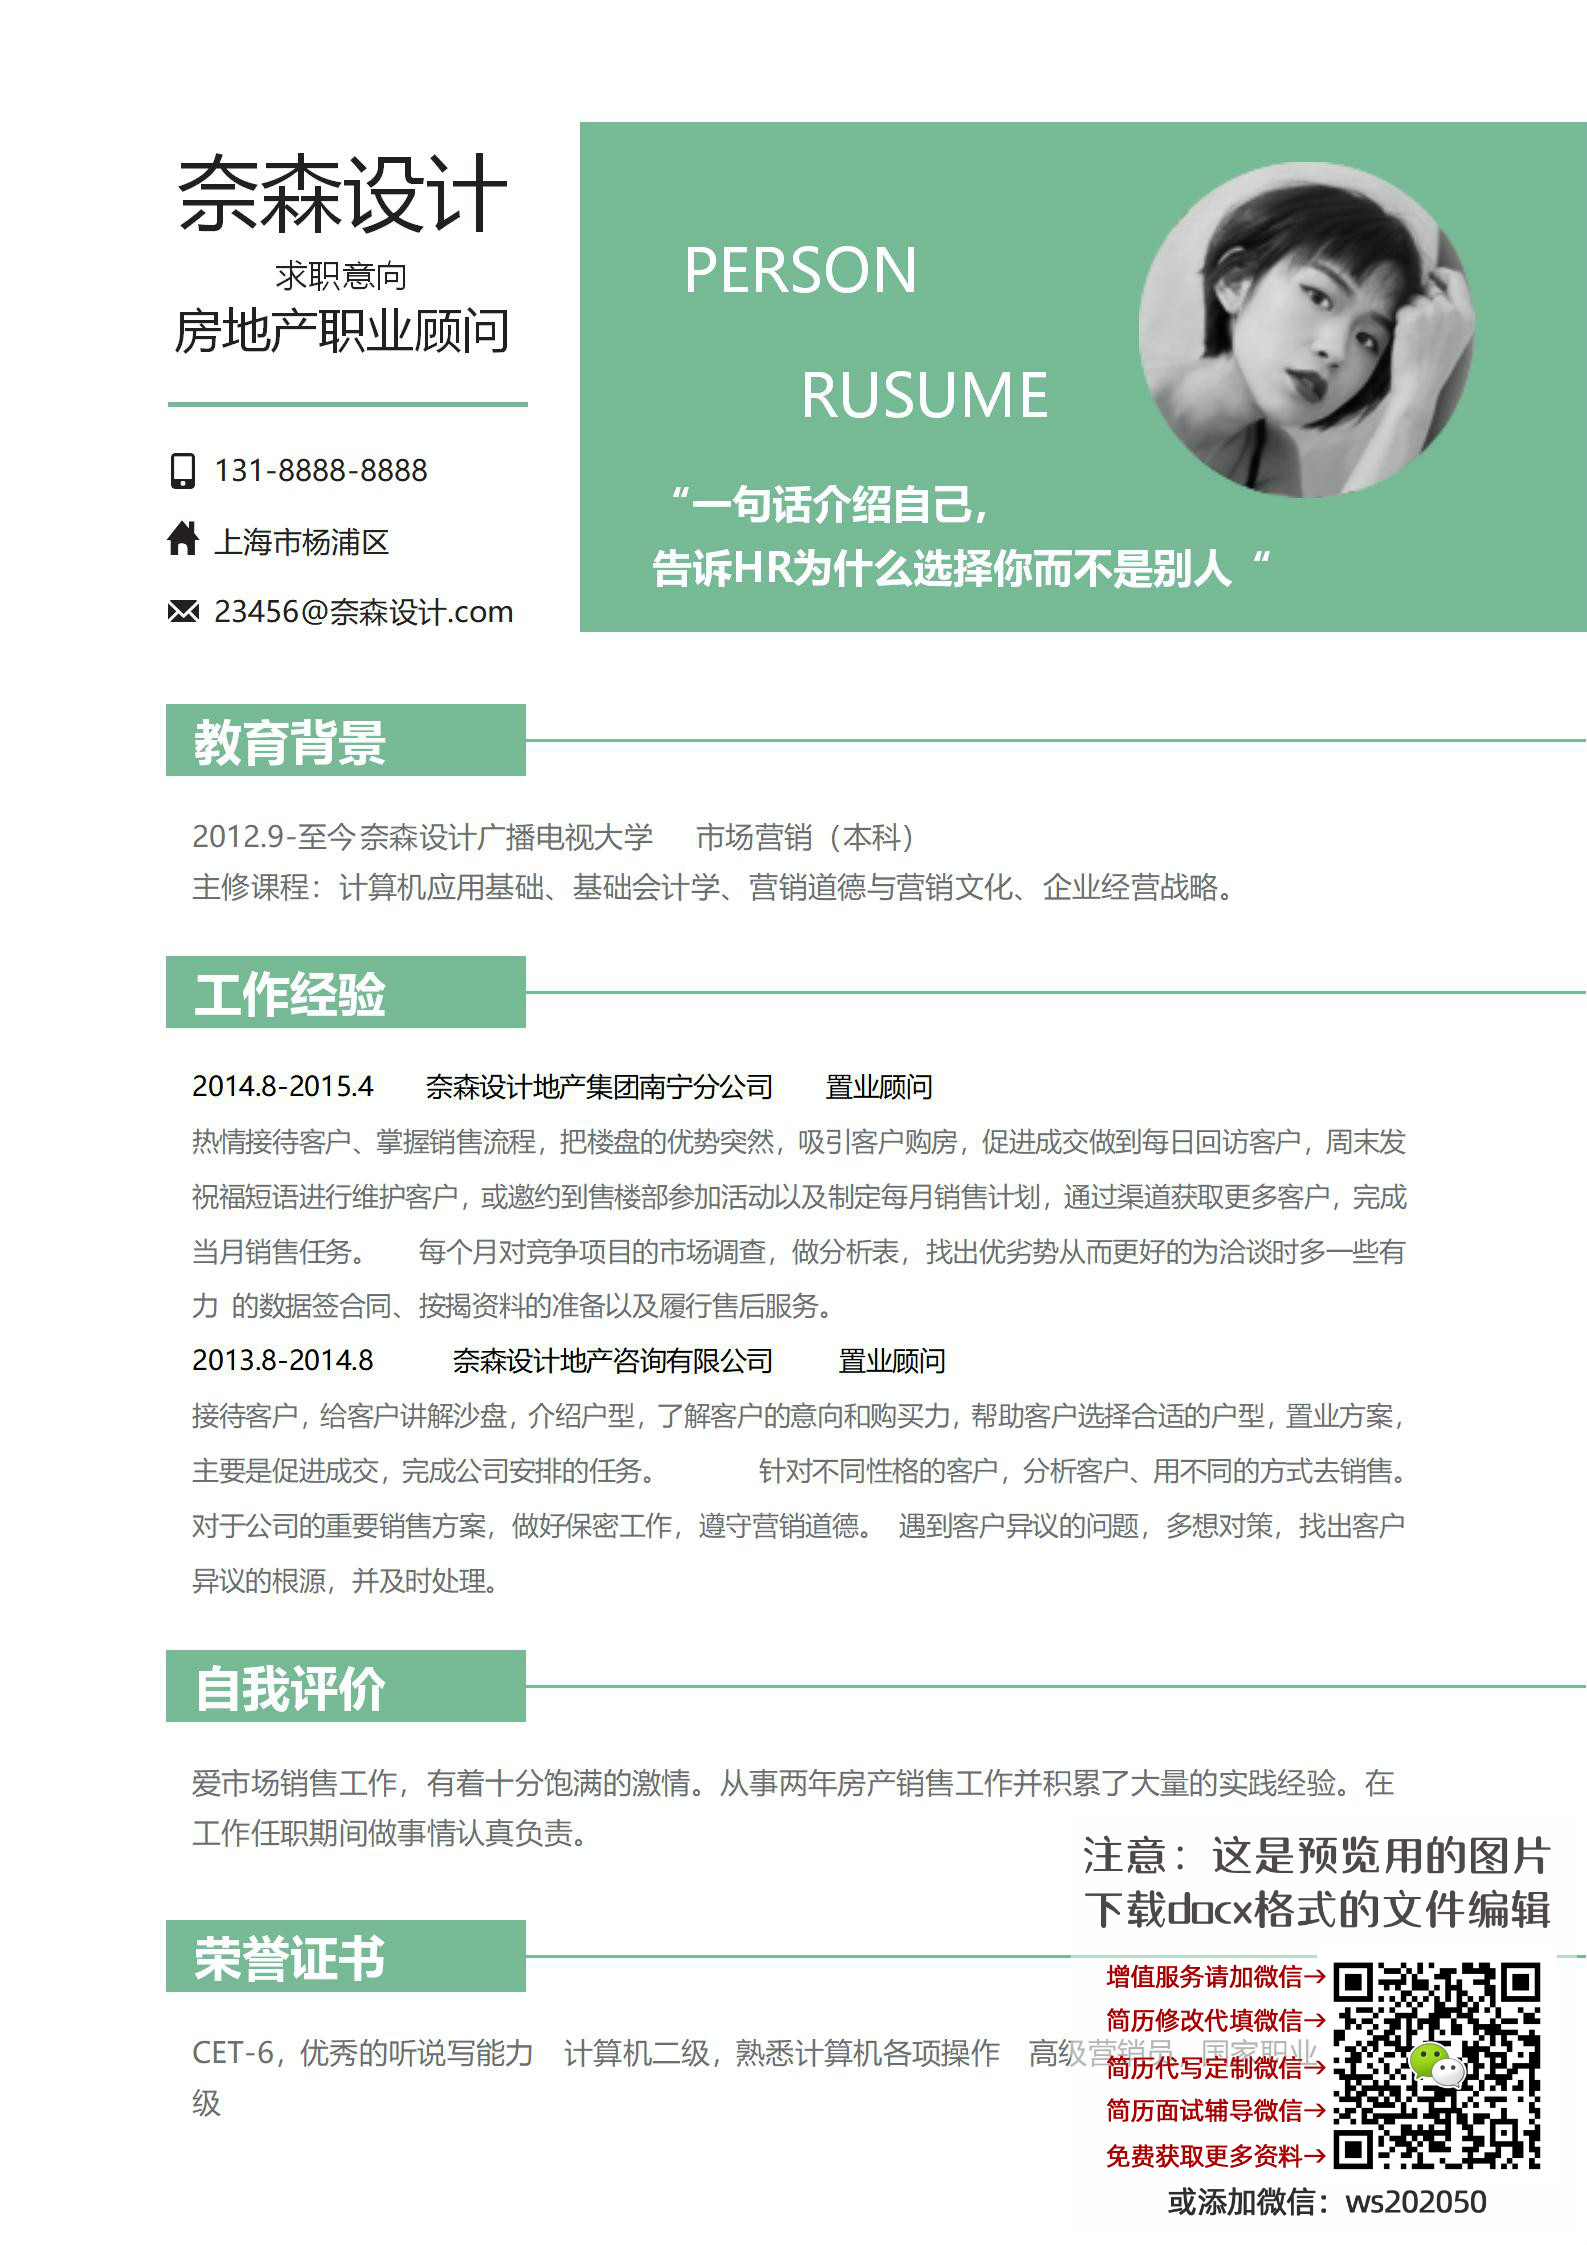 奈森设计
求职意向
房地产职业顾问
131-8888-8888
上海市杨浦区
23456@奈森设计.com
PERSON
RUSUME
“一句话介绍自己，
告诉HR为什么选择你而不是别人“
教育背景
2012.9-至今 奈森设计广播电视大学 市场营销（本科）
主修课程：计算机应用基础、基础会计学、营销道德与营销文化、企业经营战略。
工作经验
2014.8-2015.4 奈森设计地产集团南宁分公司 置业顾问
热情接待客户、掌握销售流程，把楼盘的优势突然，吸引客户购房，促进成交做到每日回访客户，周末发
祝福短语进行维护客户，或邀约到售楼部参加活动以及制定每月销售计划，通过渠道获取更多客户，完成
当月销售任务。 每个月对竞争项目的市场调查，做分析表，找出优劣势从而更好的为洽谈时多一些有
力 的数据签合同、按揭资料的准备以及履行售后服务。
2013.8-2014.8 奈森设计地产咨询有限公司 置业顾问
接待客户，给客户讲解沙盘，介绍户型，了解客户的意向和购买力，帮助客户选择合适的户型，置业方案，
主要是促进成交，完成公司安排的任务。 针对不同性格的客户，分析客户、用不同的方式去销售。
对于公司的重要销售方案，做好保密工作，遵守营销道德。 遇到客户异议的问题，多想对策，找出客户
异议的根源，并及时处理。
自我评价
爱市场销售工作，有着十分饱满的激情。从事两年房产销售工作并积累了大量的实践经验。在
工作任职期间做事情认真负责。
注意：这是预览用的图片
下载docx格式的文件编辑
荣誉证书
CET-6，优秀的听说写能力 计算机二级，熟悉计算机各项操作 高级营销员，国家职业
级
增值服务请加微信→
简历修改代填微信→
简历代写定制微信→
简历面试辅导微信→
免费获取更多资料→
或添加微信：ws202050